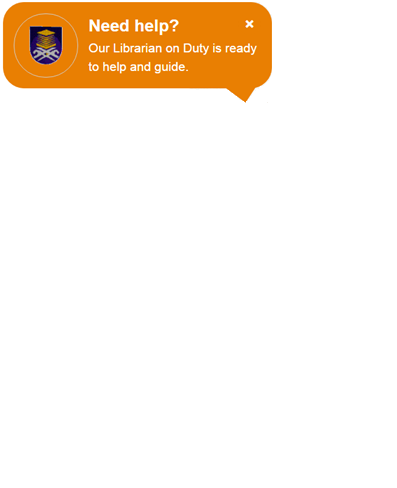 Need help?
Our Librarian on Duty is ready
to help and guide.